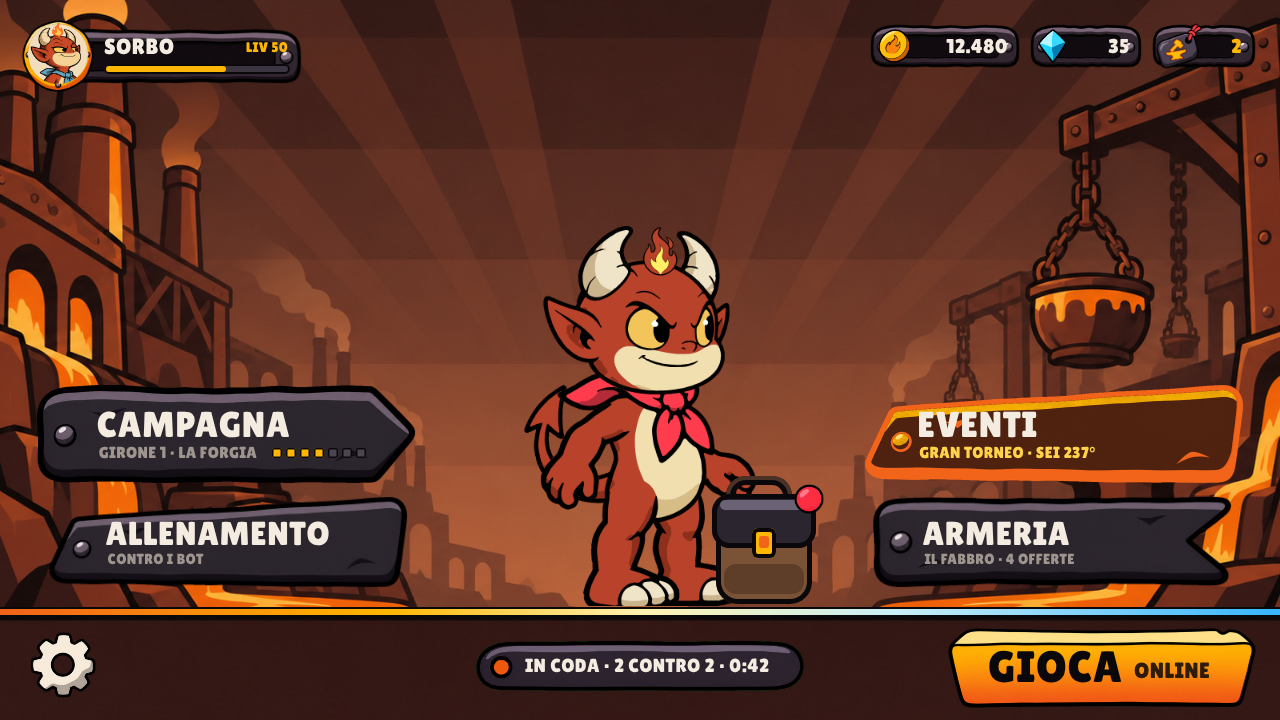 SORBO
LIV 50
12.480
35
2
CAMPAGNA
GIRONE 1 · LA FORGIA
EVENTI
GRAN TORNEO · SEI 237°
ALLENAMENTO
CONTRO I BOT
ARMERIA
IL FABBRO · 4 OFFERTE
IN CODA · 2 CONTRO 2 · 0:42
GIOCA ONLINE